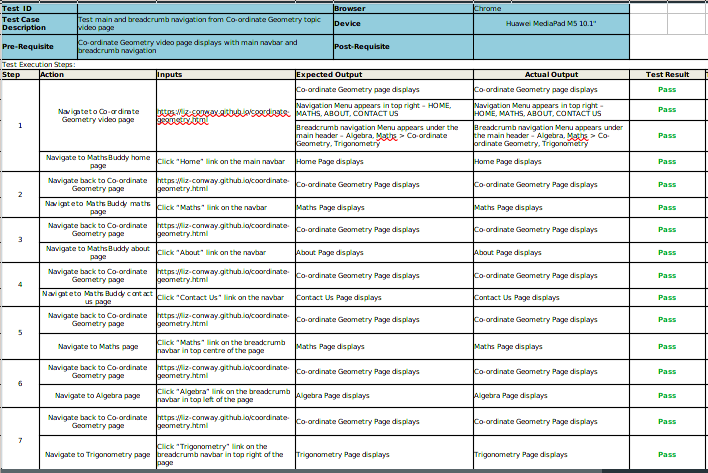 Test ID
Browser
Chrome
Test Case
Description
Test main and breadcrumb navigation from Co-ordinate Geometry topic
video page
Device
Huawei MediaPad M5 10.1"
Pre-Requisite
Co-ordinate Geometry video page displays with main navbar and
breadcrumb navigation
Post-Requisite
Test Execution Steps:
Step Action Inputs Expected Output Actual Output Test Result
1
Navigate to Co-ordinate
Geometry video page
https://liz-conway.github.io/coordinate-
geometry.html
Co-ordinate Geometry page displays
Co-ordinate Geometry page displays
Pass
Navigation Menu appears in top right – HOME,
MATHS, ABOUT, CONTACT US
Navigation Menu appears in top right –
HOME, MATHS, ABOUT, CONTACT US
Pass
Breadcrumb navigation Menu appears under the
main header – Algebra, Maths > Co-ordinate
Geometry, Trigonometry
Breadcrumb navigation Menu appears
under the main header – Algebra, Maths > Co-
ordinate Geometry, Trigonometry
Pass
Navigate to MathsBuddy home
page
Click "Home" link on the main navbar
Home Page displays
Home Page displays
Pass
2
Navigate back to Co-ordinate
Geometry page
https://liz-conway.github.io/coordinate-
geometry.html
Co-ordinate Geometry Page displays
Co-ordinate Geometry Page displays
Pass
Navigate to MathsBuddy maths
page
Click "Maths" link on the navbar
Maths Page displays
Maths Page displays
Pass
3
Navigate back to Co-ordinate
Geometry page
https://liz-conway.github.io/coordinate-
geometry.html
Co-ordinate Geometry Page displays
Co-ordinate Geometry Page displays
Pass
Navigate to MathsBuddy about
page
Click "About" link on the navbar
About Page displays
About Page displays
Pass
4
Navigate back to Co-ordinate
Geometry page
https://liz-conway.github.io/coordinate-
geometry.html
Co-ordinate Geometry Page displays
Co-ordinate Geometry Page displays
Pass
Navigate to MathsBuddy contact
us page
Click "Contact Us" link on the navbar
Contact Us Page displays
Contact Us Page displays
Pass
5
Navigate back to Co-ordinate
Geometry page
https://liz-conway.github.io/coordinate-
geometry.html
Co-ordinate Geometry Page displays
Co-ordinate Geometry Page displays
Pass
Navigate to Maths page
Click "Maths" link on the breadcrumb
navbar in top centre of the page
Maths Page displays
Maths Page displays
Pass
6
Navigate back to Co-ordinate
Geometry page
https://liz-conway.github.io/coordinate-
geometry.html
Co-ordinate Geometry Page displays
Co-ordinate Geometry Page displays
Pass
Navigate to Algebra page
Click "Algebra" link on the breadcrumb
navbar in top left of the page
Algebra Page displays
Algebra Page displays
Pass
7
Navigate back to Co-ordinate
Geometry page
https://liz-conway.github.io/coordinate-
geometry.html
Co-ordinate Geometry Page displays
Co-ordinate Geometry Page displays
Pass
Navigate to Trigonometry page
Click "Trigonometry" link on the
breadcrumb navbar in top right of the
page
Trigonometry Page displays
Trigonometry Page displays
Pass